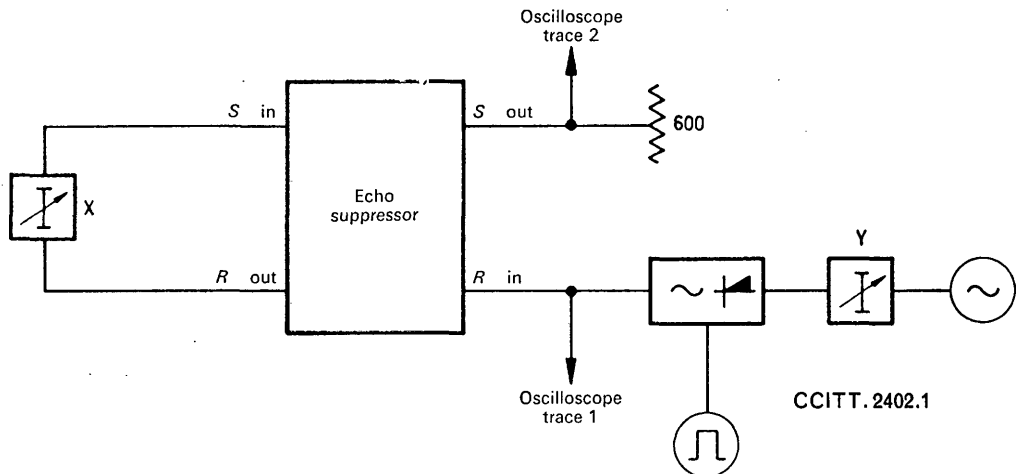 Oscilloscope
trace 2
S in
S out
600
X
Echo
suppressor
Y
R out
R in
Oscilloscope
trace 1
CCITT.2402.1